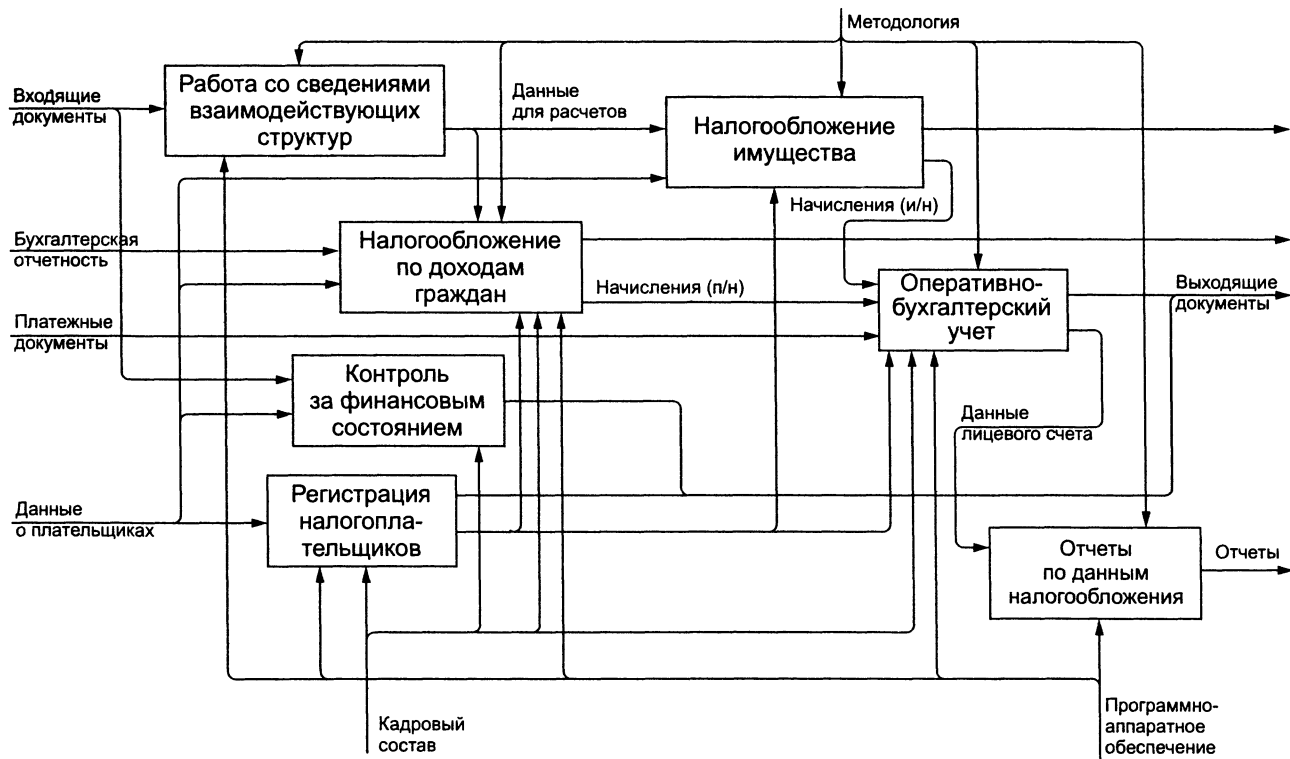 Методология
Работа со сведениями
взаимодействующих
структур
Входящие
документы
Данные
для расчетов
Налогообложение
имущества
Начисления (и/н)
Бухгалтерская
отчетность
Налогообложение
по доходам
граждан
Начисления (п/н)
Оперативно-
бухгалтерский
учет
Выходящие
документы
Платежные
документы
Контроль
за финансовым
состоянием
Данные
лицевого счета
Данные
о плательщиках
Регистрация
налогопла-
тельщиков
Отчеты
по данным
налогообложения
Отчеты
Кадровый
состав
Программно-
аппаратное
обеспечение